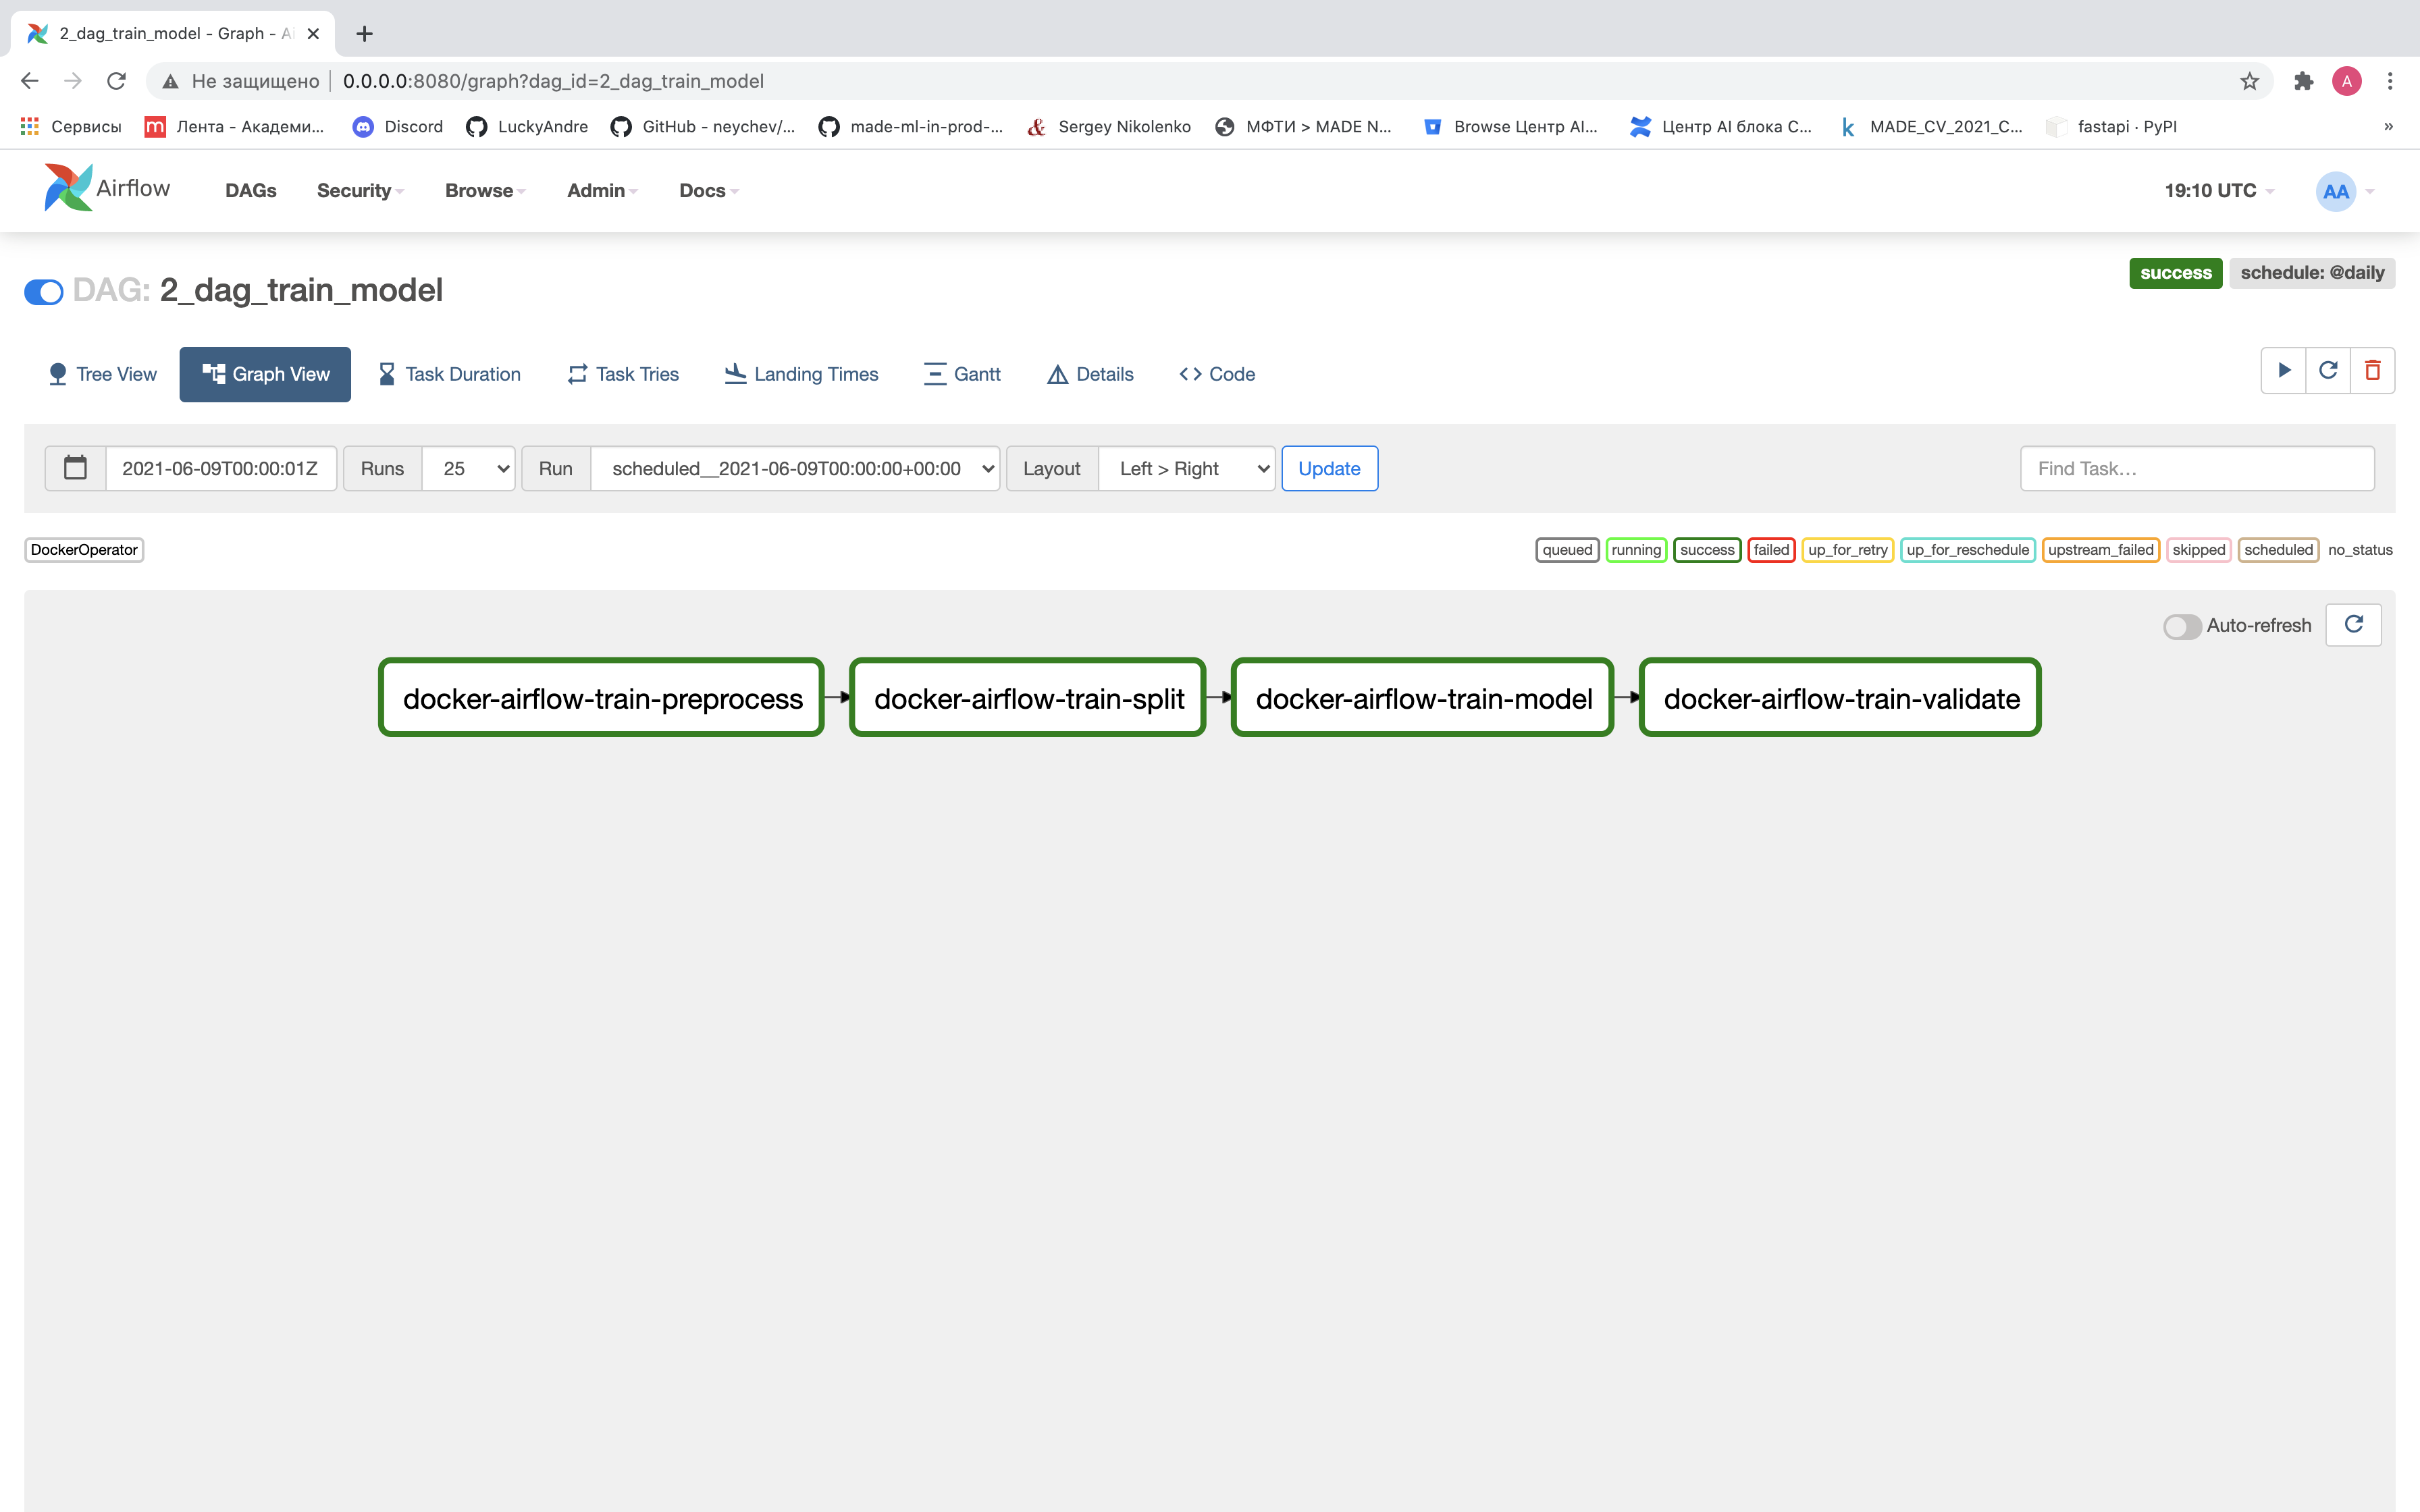 2_dag_train_model - Graph - Ai
Не защищено 0.0.0.0:8080/graph?dag_id=2_dag_train_model A
Сервисы Лента - Академи... Discord LuckyAndre GitHub - neychev/... made-ml-in-prod-... Sergey Nikolenko МФТИ > MADE N... Browse Центр AI... Центр AI блока С... MADE_CV_2021_C... fastapi · PyPI »
Airflow DAGs Security Browse Admin Docs 19:10 UTC AA
DAG: 2_dag_train_model success schedule: @daily
Tree View Graph View Task Duration Task Tries Landing Times Gantt Details Code
2021-06-09T00:00:01Z Runs 25 Run scheduled__2021-06-09T00:00:00+00:00 Layout Left > Right Update Find Task...
DockerOperator queued running success failed up_for_retry up_for_reschedule upstream_failed skipped scheduled no_status
Auto-refresh
docker-airflow-train-preprocess docker-airflow-train-split docker-airflow-train-model docker-airflow-train-validate